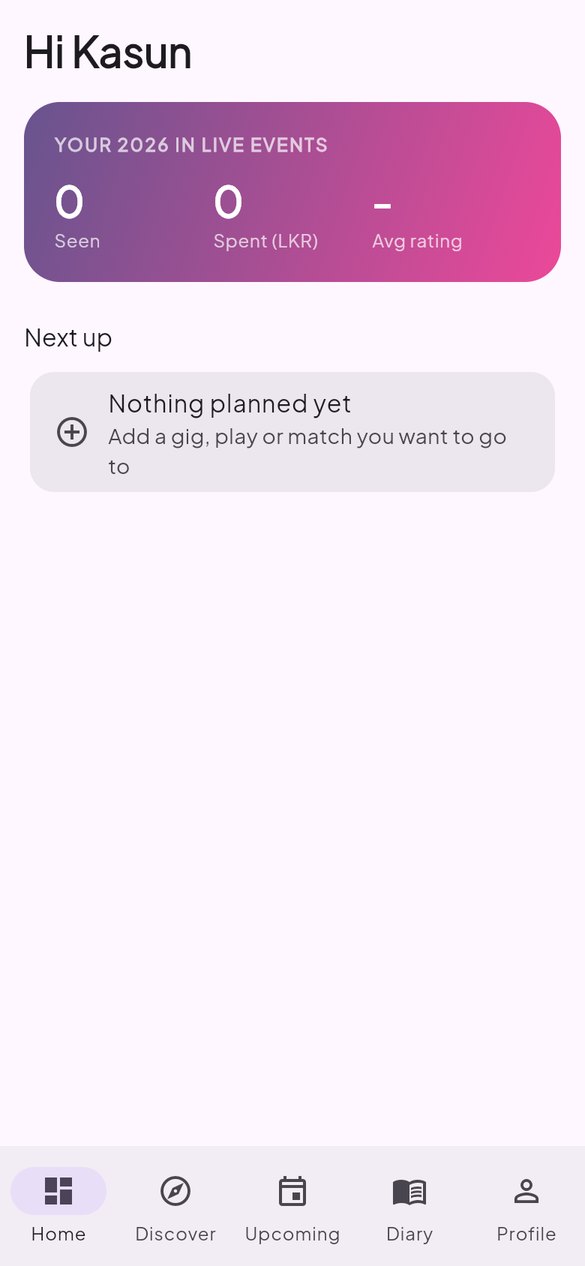 Hi Kasun
YOUR 2026 IN LIVE EVENTS
0 0 -
Seen Spent (LKR) Avg rating
Next up
Nothing planned yet
Add a gig, play or match you want to go
to
Home Discover Upcoming Diary Profile